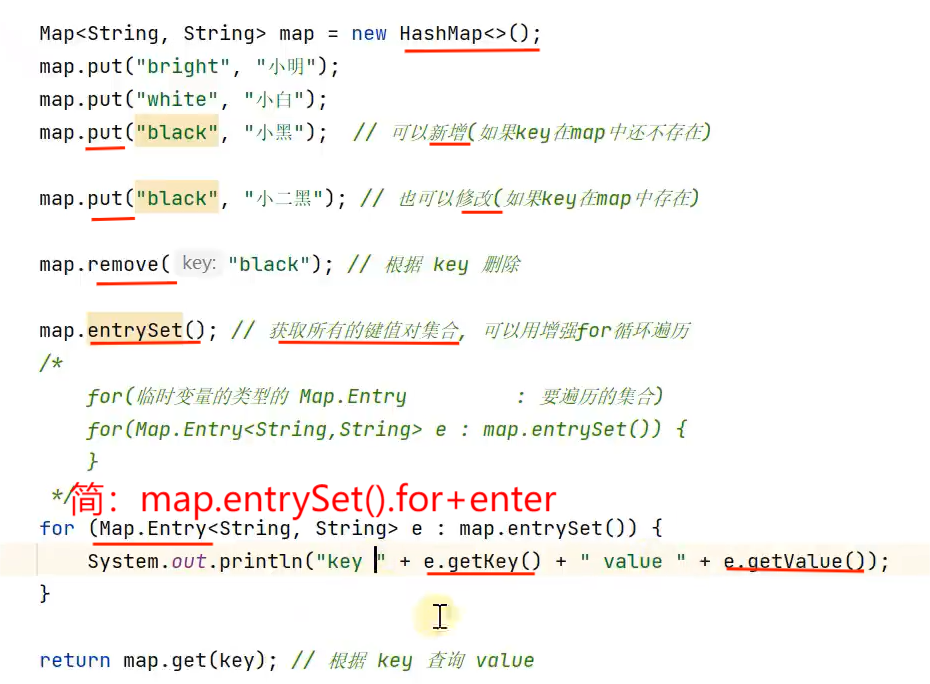 Map<String, String> map = new HashMap<>();
map.put("bright", "小明");
map.put("white", "小白");
map.put("black", "小黑");  // 可以新增(如果key在map中还不存在)
map.put("black", "小二黑"); // 也可以修改(如果key在map中存在)
map.remove( key: "black"); // 根据 key 删除
map.entrySet(); // 获取所有的键值对集合, 可以用增强for循环遍历
/*
    for(临时变量的类型的 Map.Entry         : 要遍历的集合)
    for(Map.Entry<String,String> e : map.entrySet()) {
    }
 */简：map.entrySet().for+enter
for (Map.Entry<String, String> e : map.entrySet()) {
    System.out.println("key " + e.getKey() + " value " + e.getValue());
}
return map.get(key); // 根据 key 查询 value